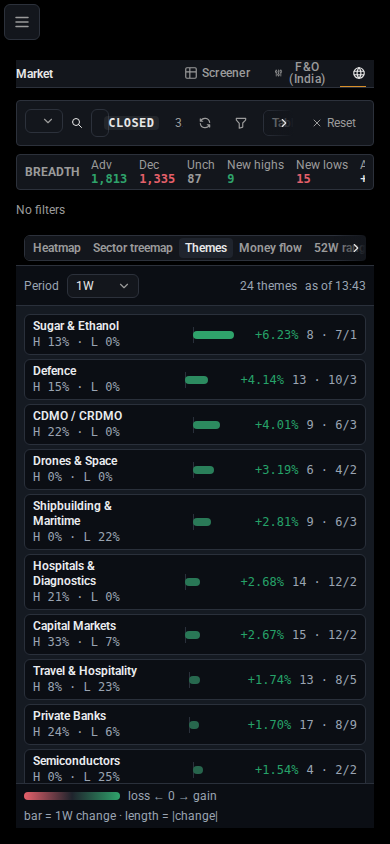 Market
Screener
F&O
(India)
CLOSED
3
Reset
BREADTH
Adv
1,813
Dec
1,335
Unch
87
New highs
9
New lows
15
No filters
Heatmap
Sector treemap
Themes
Money flow
52W
Period
1W
24 themes as of 13:43
Sugar & Ethanol
H 13% · L 0%
+6.23% 8 · 7/1
Defence
H 15% · L 0%
+4.14% 13 · 10/3
CDMO / CRDMO
H 22% · L 0%
+4.01% 9 · 6/3
Drones & Space
H 0% · L 0%
+3.19% 6 · 4/2
Shipbuilding &
Maritime
H 0% · L 22%
+2.81% 9 · 6/3
Hospitals &
Diagnostics
H 21% · L 0%
+2.68% 14 · 12/2
Capital Markets
H 33% · L 7%
+2.67% 15 · 12/2
Travel & Hospitality
H 8% · L 23%
+1.74% 13 · 8/5
Private Banks
H 24% · L 6%
+1.70% 17 · 8/9
Semiconductors
H 0% · L 25%
+1.54% 4 · 2/2
loss ← 0 → gain
bar = 1W change · length = |change|